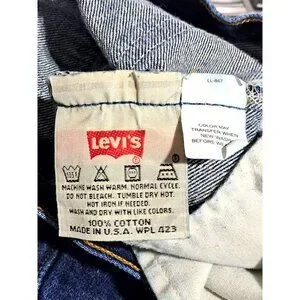 LEVI'S
MACHINE WASH WARM. NORMAL CYCLE.
DO NOT BLEACH. TUMBLE DRY HOT.
HOT IRON IF NEEDED.
WASH AND DRY WITH LIKE COLORS.
100% COTTON
MADE IN U.S.A. WPL 423
COLOR MAY
TRANSFER WHEN
NEW
BEFORE WE